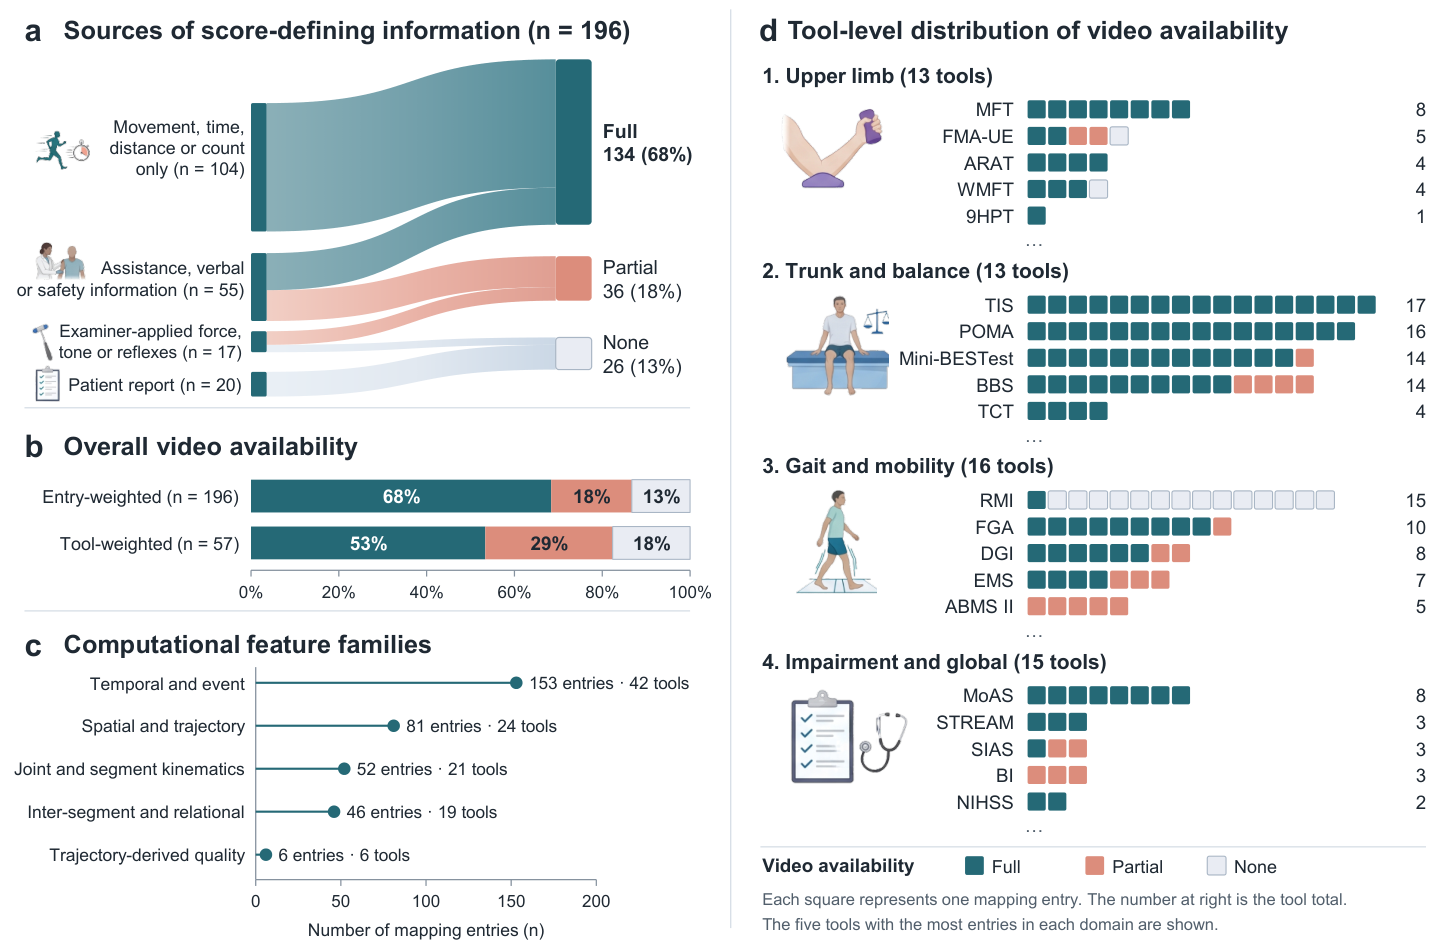 a Sources of score-defining information (n = 196)
Movement, time,
distance or count
only (n = 104)
Assistance, verbal
or safety information (n = 55)
Examiner-applied force,
tone or reflexes (n = 17)
Patient report (n = 20)
Full
134 (68%)
Partial
36 (18%)
None
26 (13%)
b Overall video availability
Entry-weighted (n = 196) 68% 18% 13%
Tool-weighted (n = 57) 53% 29% 18%
0% 20% 40% 60% 80% 100%
c Computational feature families
Temporal and event 153 entries · 42 tools
Spatial and trajectory 81 entries · 24 tools
Joint and segment kinematics 52 entries · 21 tools
Inter-segment and relational 46 entries · 19 tools
Trajectory-derived quality 6 entries · 6 tools
0 50 100 150 200
Number of mapping entries (n)
d Tool-level distribution of video availability
1. Upper limb (13 tools)
MFT 8
FMA-UE 5
ARAT 4
WMFT 4
9HPT 1
...
2. Trunk and balance (13 tools)
TIS 17
POMA 16
Mini-BESTest 14
BBS 14
TCT 4
...
3. Gait and mobility (16 tools)
RMI 15
FGA 10
DGI 8
EMS 7
ABMS II 5
...
4. Impairment and global (15 tools)
MoAS 8
STREAM 3
SIAS 3
BI 3
NIHSS 2
...
Video availability Full Partial None
Each square represents one mapping entry. The number at right is the tool total.
The five tools with the most entries in each domain are shown.